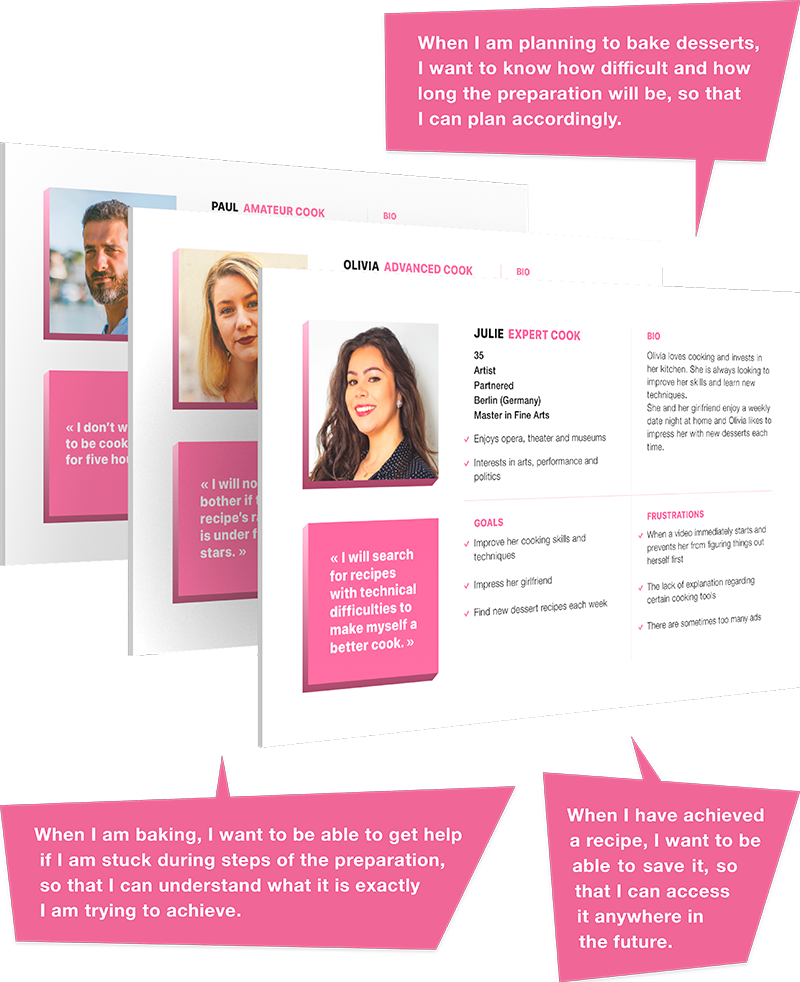 When I am planning to bake desserts,
I want to know how difficult and how
long the preparation will be, so that
I can plan accordingly.
PAUL AMATEUR COOK
BIO
« I don't
to be cook
for five
OLIVIA ADVANCED COOK
BIO
« I will
bother if
recipe's
is under
stars. »
JULIE EXPERT COOK
35
Artist
Partnered
Berlin (Germany)
Master in Fine Arts
Enjoys opera, theater and museums
Interests in arts, performance and
politics
BIO
Olivia loves cooking and invests in
her kitchen. She is always looking to
improve her skills and learn new
techniques.
She and her girlfriend enjoy a weekly
date night at home and Olivia likes to
impress her with new desserts each
time.
« I will search
for recipes
with technical
difficulties to
make myself a
better cook. »
GOALS
Improve her cooking skills and
techniques
Impress her girlfriend
Find new dessert recipes each week
FRUSTRATIONS
When a video immediately starts and
prevents her from figuring things out
herself first
The lack of explanation regarding
certain cooking tools
There are sometimes too many ads
When I am baking, I want to be able to get help
if I am stuck during steps of the preparation,
so that I can understand what it is exactly
I am trying to achieve.
When I have achieved
a recipe, I want to be
able to save it, so
that I can access
it anywhere in
the future.